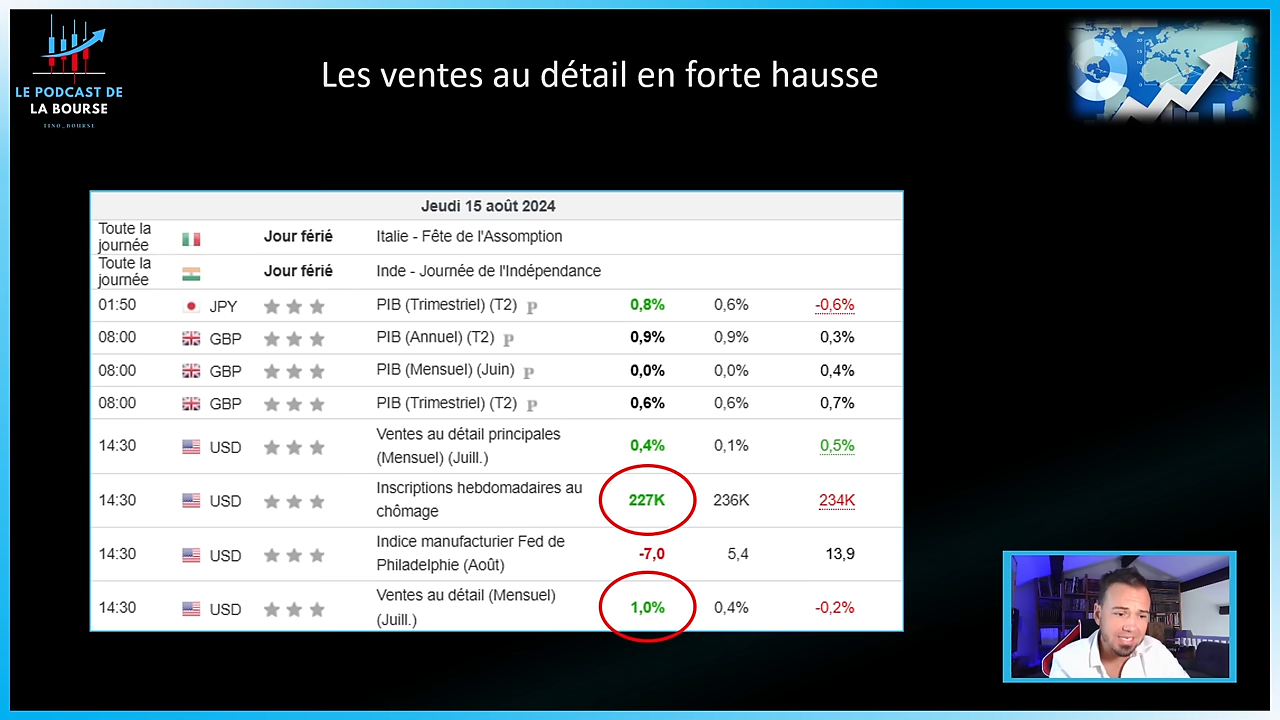 LE PODCAST DE
LA BOURSE
TINO_BOURSE
Les ventes au détail en forte hausse
Jeudi 15 août 2024
Toute la journée Jour férié Italie - Fête de l'Assomption
Toute la journée Jour férié Inde - Journée de l'Indépendance
01:50 JPY PIB (Trimestriel) (T2) P 0,8% 0,6% -0,6%
08:00 GBP PIB (Annuel) (T2) P 0,9% 0,9% 0,3%
08:00 GBP PIB (Mensuel) (Juin) P 0,0% 0,0% 0,4%
08:00 GBP PIB (Trimestriel) (T2) P 0,6% 0,6% 0,7%
14:30 USD Ventes au détail principales (Mensuel) (Juill.) 0,4% 0,1% 0,5%
14:30 USD Inscriptions hebdomadaires au chômage 227K 236K 234K
14:30 USD Indice manufacturier Fed de Philadelphie (Août) -7,0 5,4 13,9
14:30 USD Ventes au détail (Mensuel) (Juill.) 1,0% 0,4% -0,2%